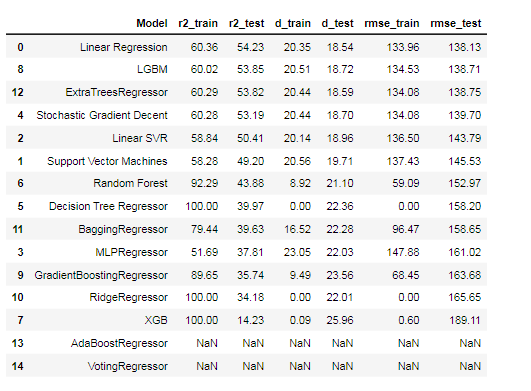 Model r2_train r2_test d_train d_test rmse_train rmse_test
0 Linear Regression 60.36 54.23 20.35 18.54 133.96 138.13
8 LGBM 60.02 53.85 20.51 18.72 134.53 138.71
12 ExtraTreesRegressor 60.29 53.82 20.44 18.59 134.08 138.75
4 Stochastic Gradient Decent 60.28 53.19 20.44 18.70 134.08 139.70
2 Linear SVR 58.84 50.41 20.14 18.96 136.50 143.79
1 Support Vector Machines 58.28 49.20 20.56 19.71 137.43 145.53
6 Random Forest 92.29 43.88 8.92 21.10 59.09 152.97
5 Decision Tree Regressor 100.00 39.97 0.00 22.36 0.00 158.20
11 BaggingRegressor 79.44 39.63 16.52 22.28 96.47 158.65
3 MLPRegressor 51.69 37.81 23.05 22.03 147.88 161.02
9 GradientBoostingRegressor 89.65 35.74 9.49 23.56 68.45 163.68
10 RidgeRegressor 100.00 34.18 0.00 22.01 0.00 165.65
7 XGB 100.00 14.23 0.09 25.96 0.60 189.11
13 AdaBoostRegressor NaN NaN NaN NaN NaN NaN
14 VotingRegressor NaN NaN NaN NaN NaN NaN